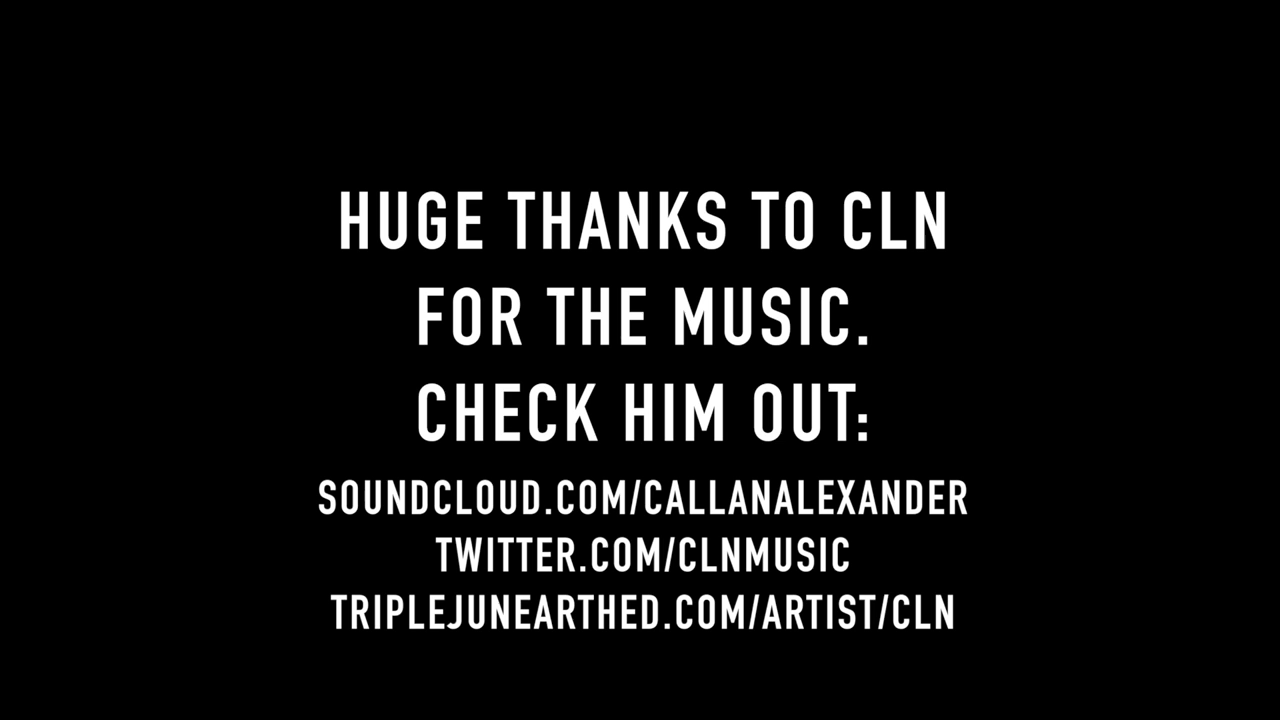 HUGE THANKS TO CLN
FOR THE MUSIC.
CHECK HIM OUT:
SOUNDCLOUD.COM/CALLANALEXANDER
TWITTER.COM/CLNMUSIC
TRIPLEJUNEARTHED.COM/ARTIST/CLN